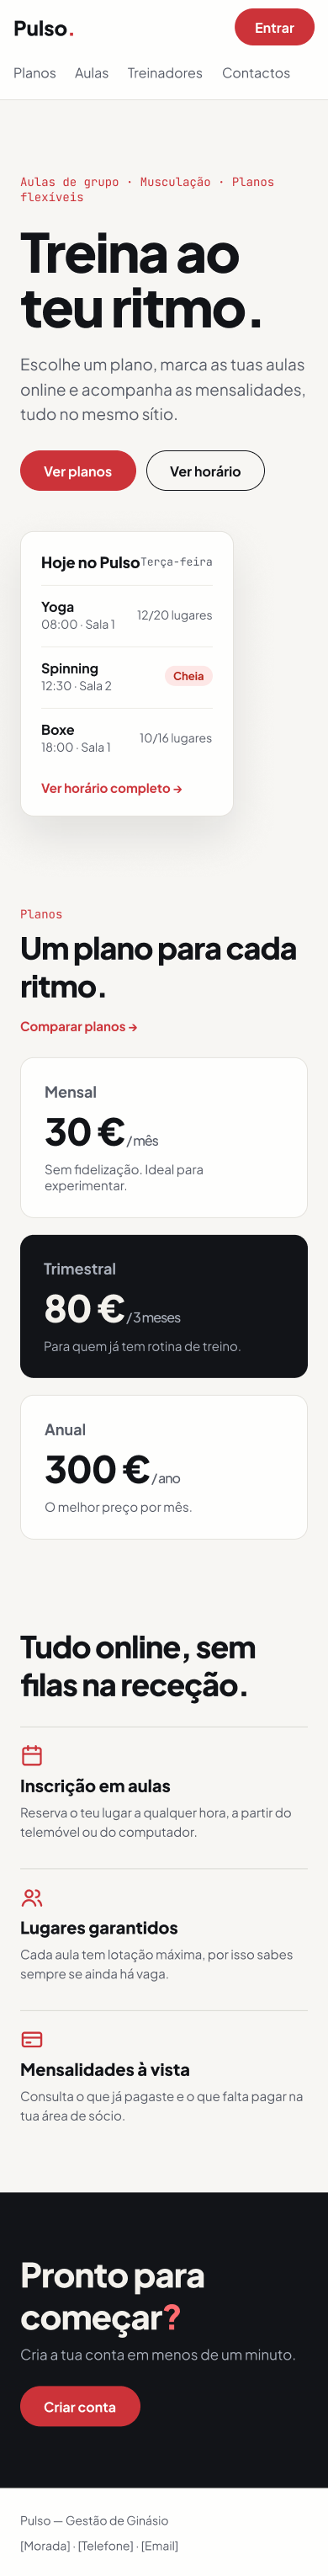 Pulso.
Entrar
Planos Aulas Treinadores Contactos
Aulas de grupo · Musculação · Planos
flexíveis
Treina ao
teu ritmo.
Escolhe um plano, marca as tuas aulas
online e acompanha as mensalidades,
tudo no mesmo sítio.
Ver planos
Ver horário
Hoje no Pulso Terça-feira
Yoga
08:00 · Sala 1
12/20 lugares
Spinning
12:30 · Sala 2
Cheia
Boxe
18:00 · Sala 1
10/16 lugares
Ver horário completo →
Planos
Um plano para cada
ritmo.
Comparar planos →
Mensal
30 € / mês
Sem fidelização. Ideal para
experimentar.
Trimestral
80 € / 3 meses
Para quem já tem rotina de treino.
Anual
300 € / ano
O melhor preço por mês.
Tudo online, sem
filas na receção.
Inscrição em aulas
Reserva o teu lugar a qualquer hora, a partir do
telemóvel ou do computador.
Lugares garantidos
Cada aula tem lotação máxima, por isso sabes
sempre se ainda há vaga.
Mensalidades à vista
Consulta o que já pagaste e o que falta pagar na
tua área de sócio.
Pronto para
começar?
Cria a tua conta em menos de um minuto.
Criar conta
Pulso — Gestão de Ginásio
[Morada] · [Telefone] · [Email]